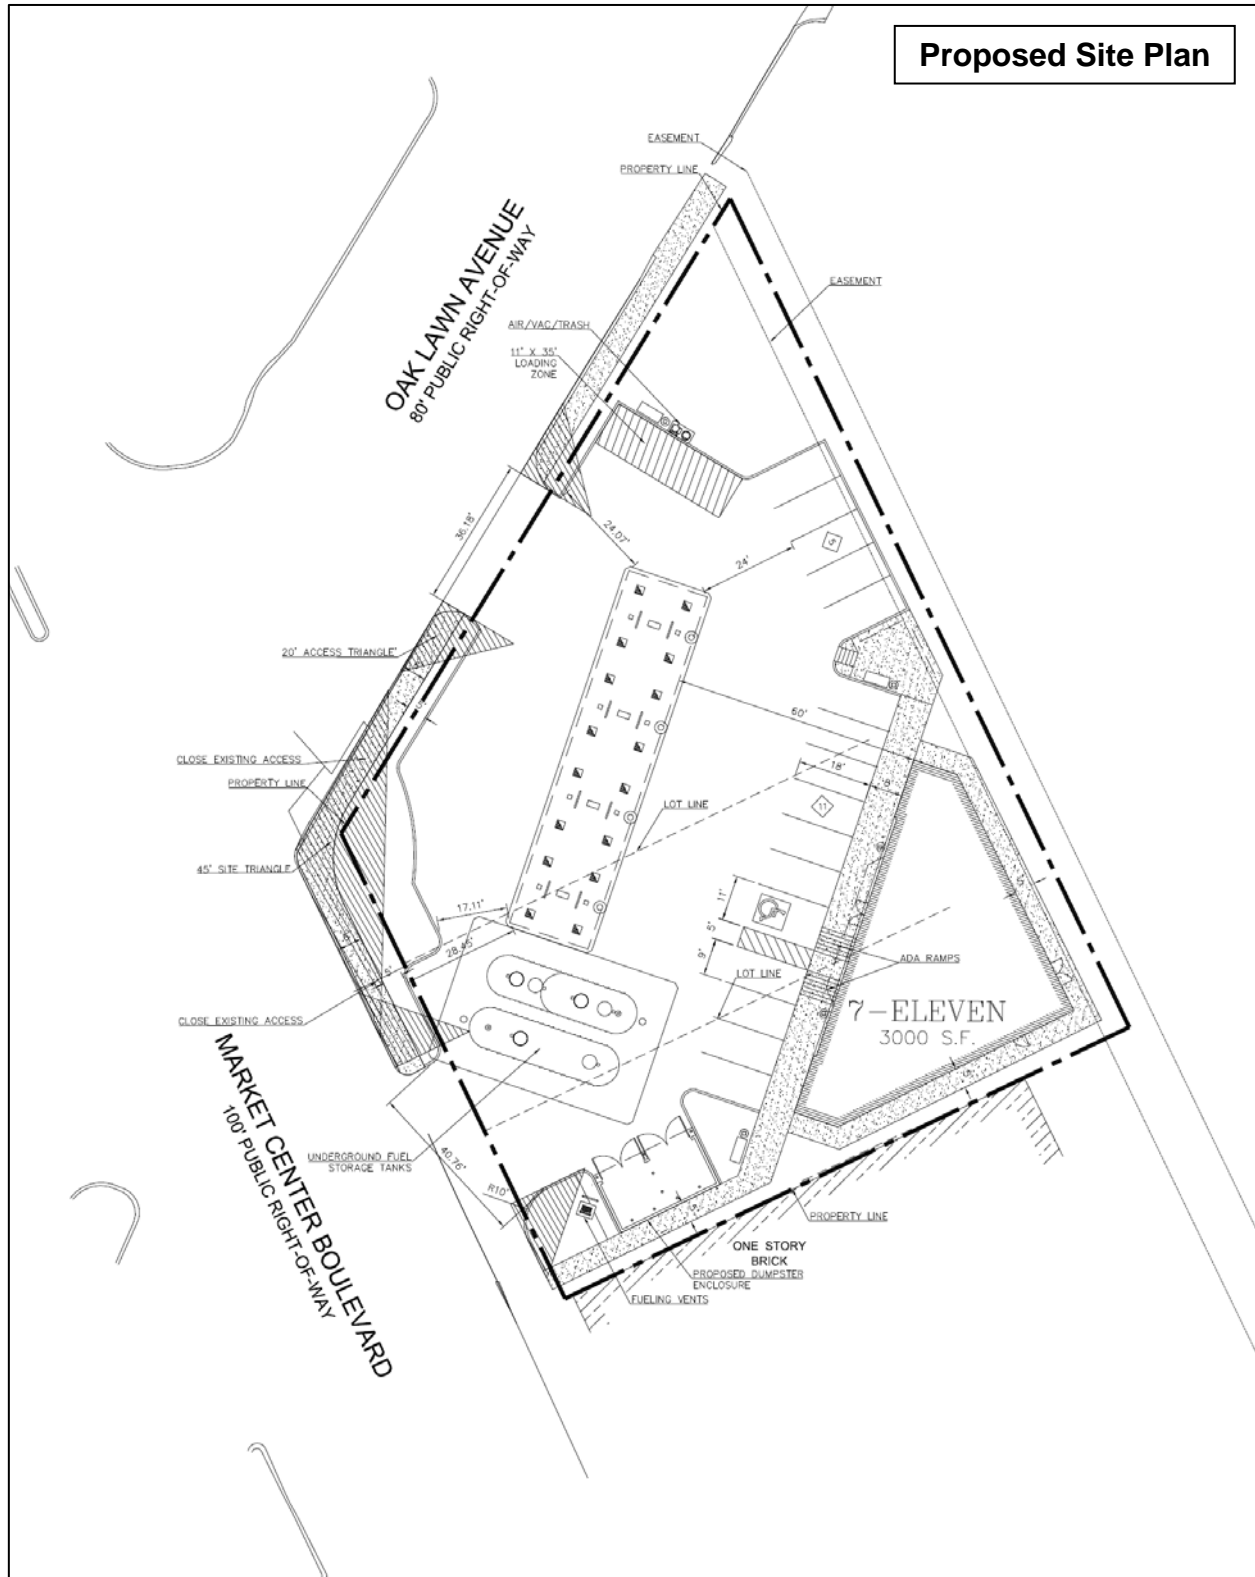 Proposed Site Plan
EASEMENT
PROPERTY LINE
OAK LAWN AVENUE
80' PUBLIC RIGHT-OF-WAY
EASEMENT
AIR/VAC/TRASH
11' X 35'
LOADING
ZONE
36.18'
24.07'
24'
5
20' ACCESS TRIANGLE
60'
CLOSE EXISTING ACCESS
PROPERTY LINE
18'
8'
LOT LINE
11
45' SITE TRIANGLE
17.11'
11'
5'
9'
28.45'
5'
LOT LINE
ADA RAMPS
CLOSE EXISTING ACCESS
7-ELEVEN
3000 S.F.
MARKET CENTER BOULEVARD
100' PUBLIC RIGHT-OF-WAY
UNDERGROUND FUEL
STORAGE TANKS
40.76'
R10'
PROPERTY LINE
ONE STORY
BRICK
PROPOSED DUMPSTER
ENCLOSURE
FUELING VENTS